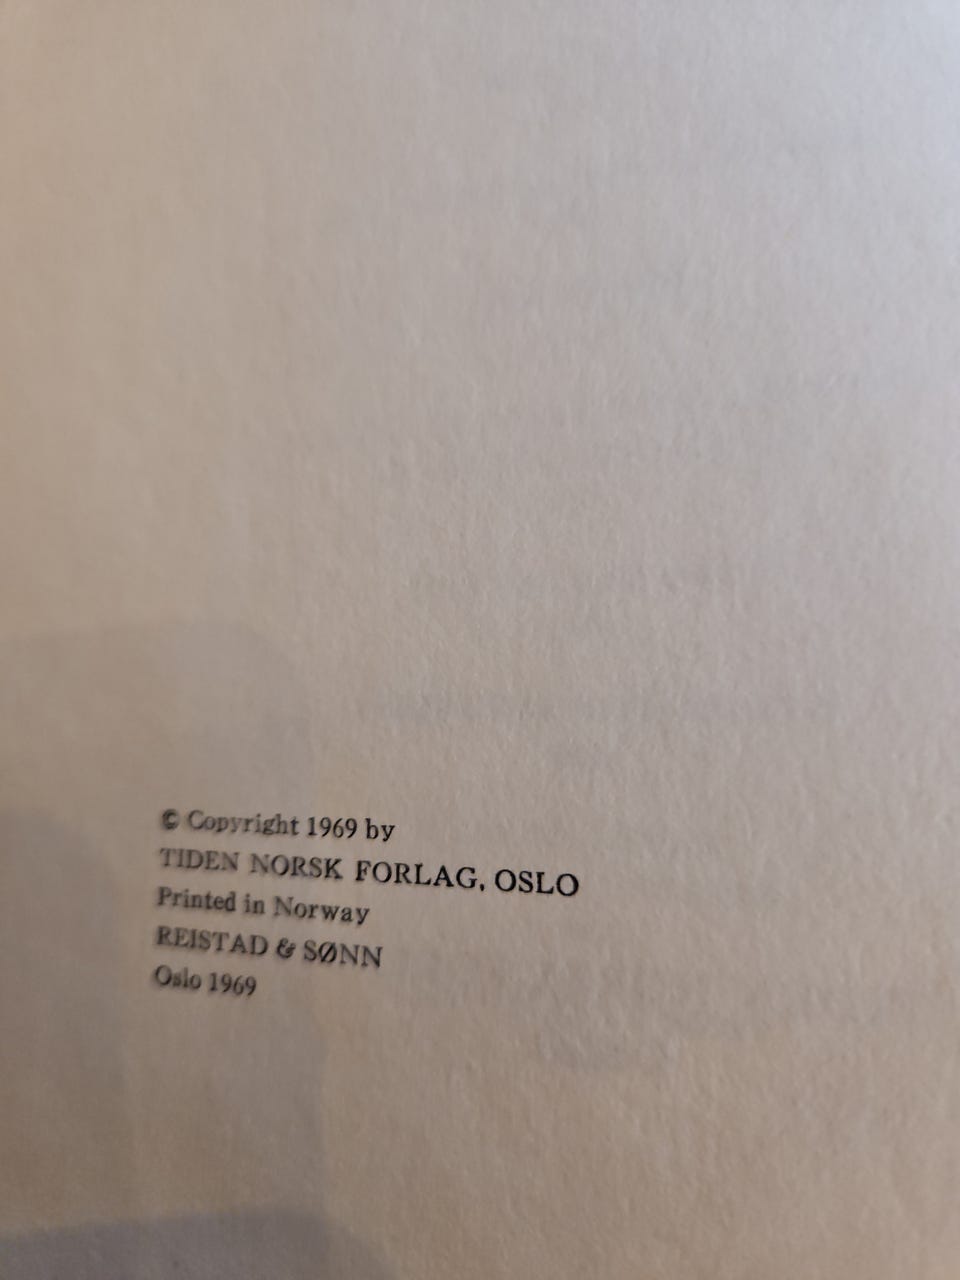 © Copyright 1969 by
TIDEN NORSK FORLAG, OSLO
Printed in Norway
REISTAD & SØNN
Oslo 1969